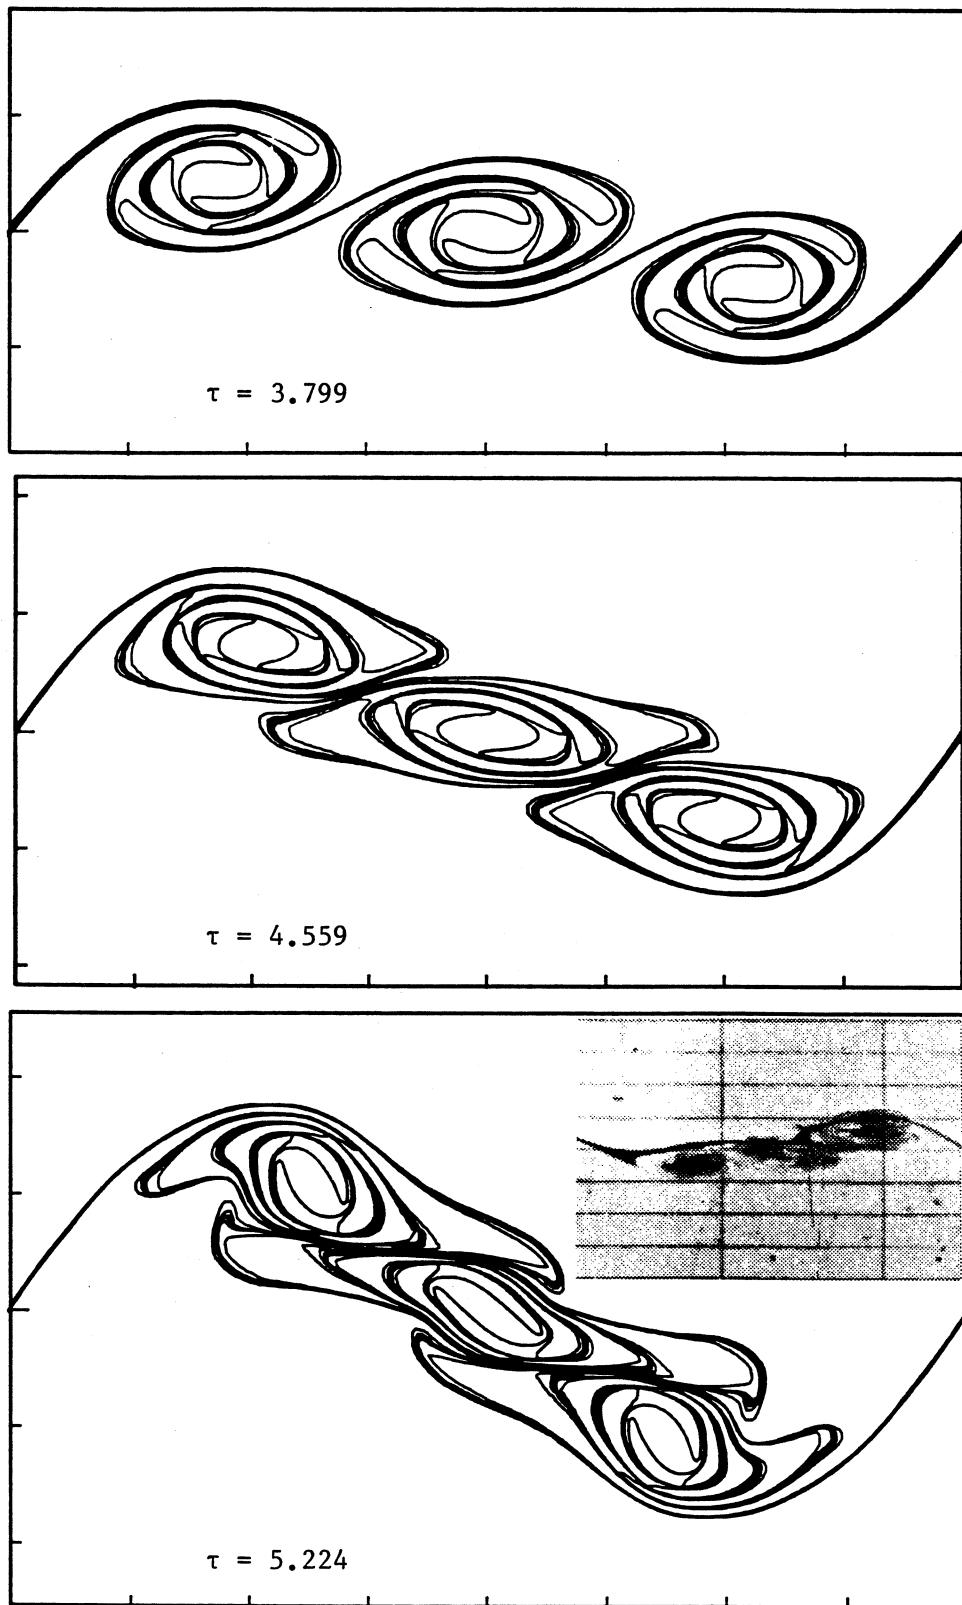 τ = 3.799
τ = 4.559
τ = 5.224